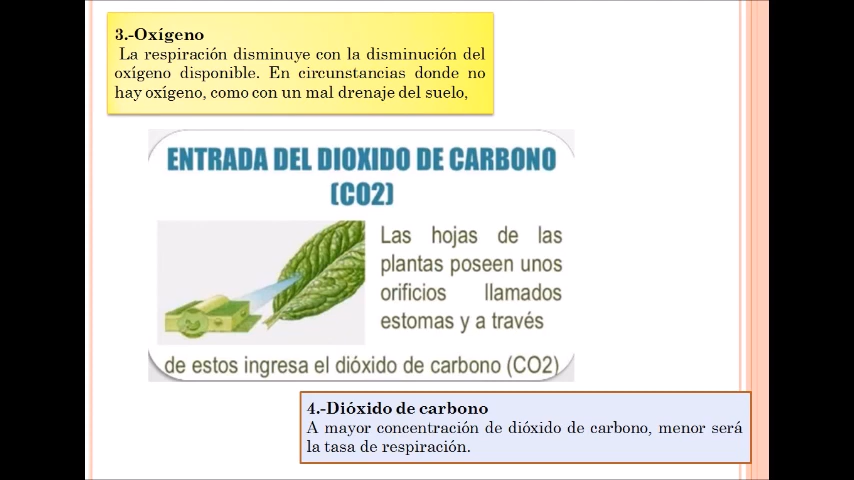 3.-Oxígeno
La respiración disminuye con la disminución del
oxígeno disponible. En circunstancias donde no
hay oxígeno, como con un mal drenaje del suelo,
ENTRADA DEL DIOXIDO DE CARBONO
(CO2)
Las hojas de las
plantas poseen unos
orificios llamados
estomas y a través
de estos ingresa el dióxido de carbono (CO2)
4.-Dióxido de carbono
A mayor concentración de dióxido de carbono, menor será
la tasa de respiración.